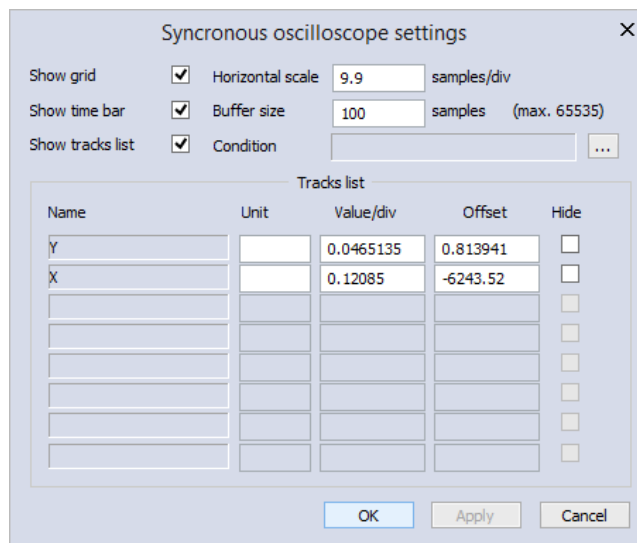 Syncronous oscilloscope settings
Show grid Horizontal scale 9.9 samples/div
Show time bar Buffer size 100 samples (max. 65535)
Show tracks list Condition ...
Tracks list
Name Unit Value/div Offset Hide
Y 0.0465135 0.813941
X 0.12085 -6243.52
OK Apply Cancel